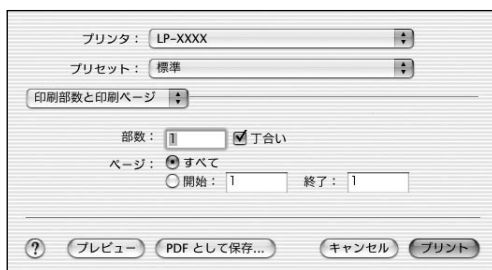 プリンタ： LP-XXXX
プリセット： 標準
印刷部数と印刷ページ
部数： 1 丁合い
ページ： すべて
開始： 1 終了： 1
? プレビュー PDF として保存... キャンセル プリント